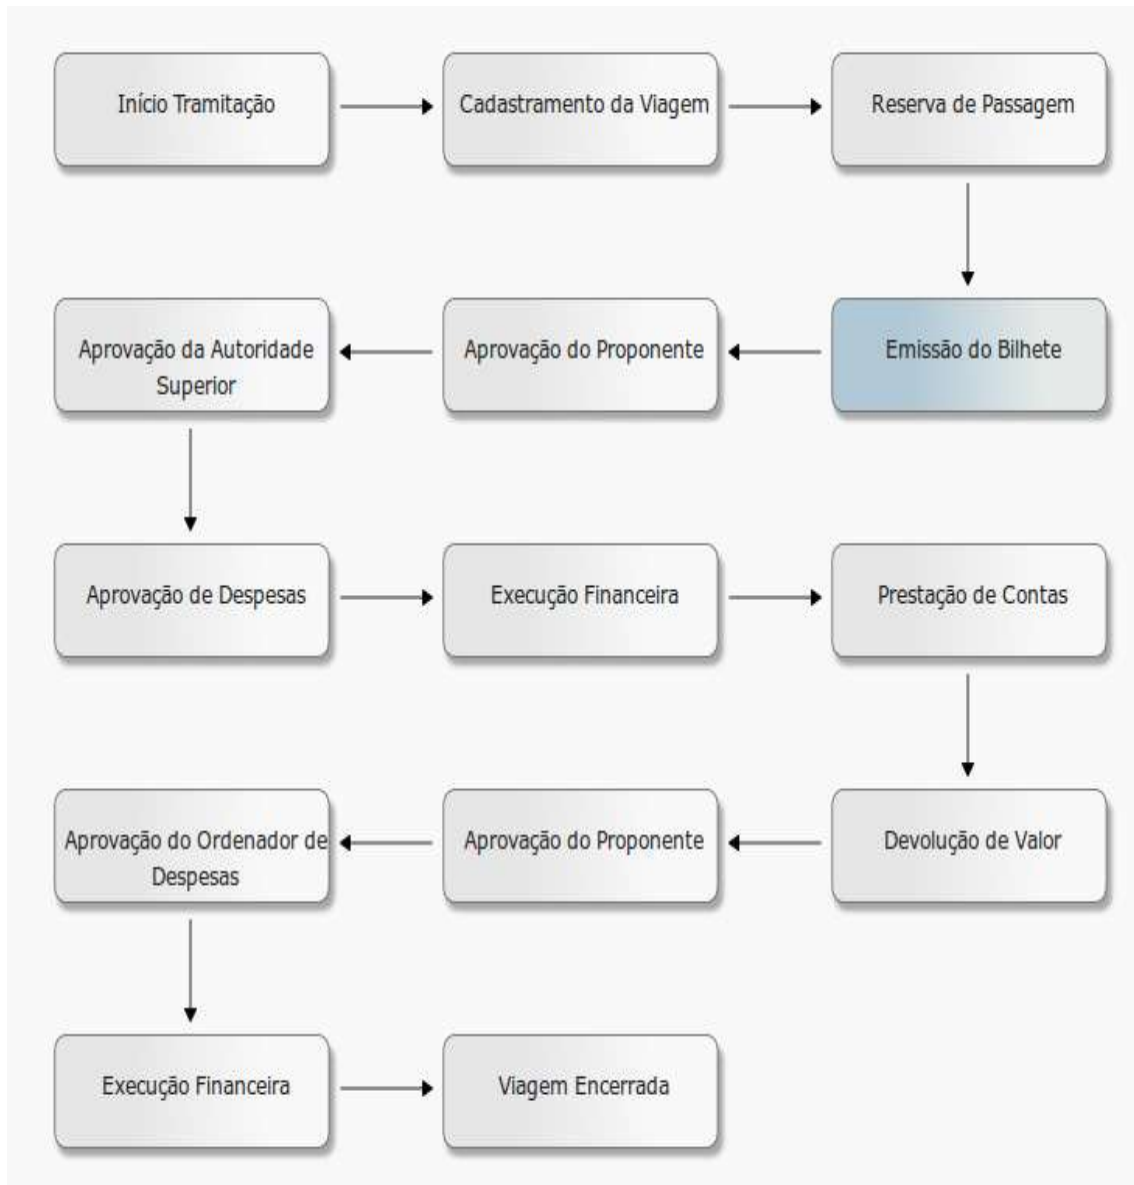 Início Tramitação
Cadastramento da Viagem
Reserva de Passagem
Emissão do Bilhete
Aprovação do Proponente
Aprovação da Autoridade
Superior
Aprovação de Despesas
Execução Financeira
Prestação de Contas
Devolução de Valor
Aprovação do Proponente
Aprovação do Ordenador de
Despesas
Execução Financeira
Viagem Encerrada